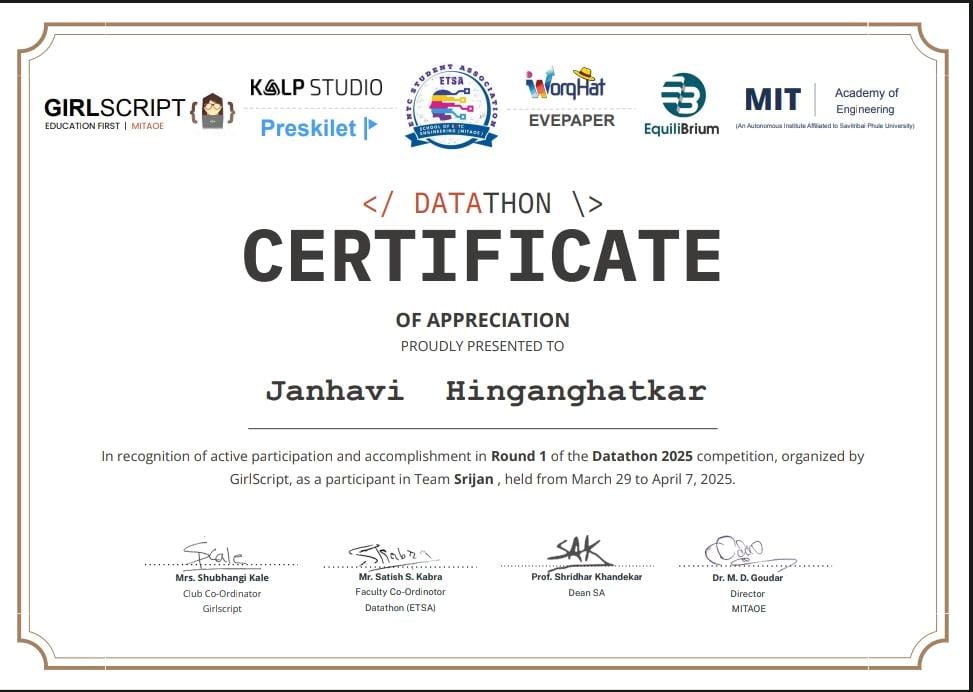 GIRLSCRIPT
EDUCATION FIRST | MITAOE
KALP STUDIO
Preskilet
ENTC STUDENT ASSOCIATION
ETSA
SCHOOL OF E&TC
ENGINEERING (MITAOE)
WorqHat
EVEPAPER
EquiliBrium
MIT
Academy of
Engineering
(An Autonomous Institute Affiliated to Savitribai Phule University)
</ DATATHON \>
CERTIFICATE
OF APPRECIATION
PROUDLY PRESENTED TO
Janhavi Hinganghatkar
In recognition of active participation and accomplishment in Round 1 of the Datathon 2025 competition, organized by
GirlScript, as a participant in Team Srijan , held from March 29 to April 7, 2025.
SKale
SKabra
SAK
Mrs. Shubhangi Kale
Club Co-Ordinator
Girlscript
Mr. Satish S. Kabra
Faculty Co-Ordinotor
Datathon (ETSA)
Prof. Shridhar Khandekar
Dean SA
Dr. M. D. Goudar
Director
MITAOE